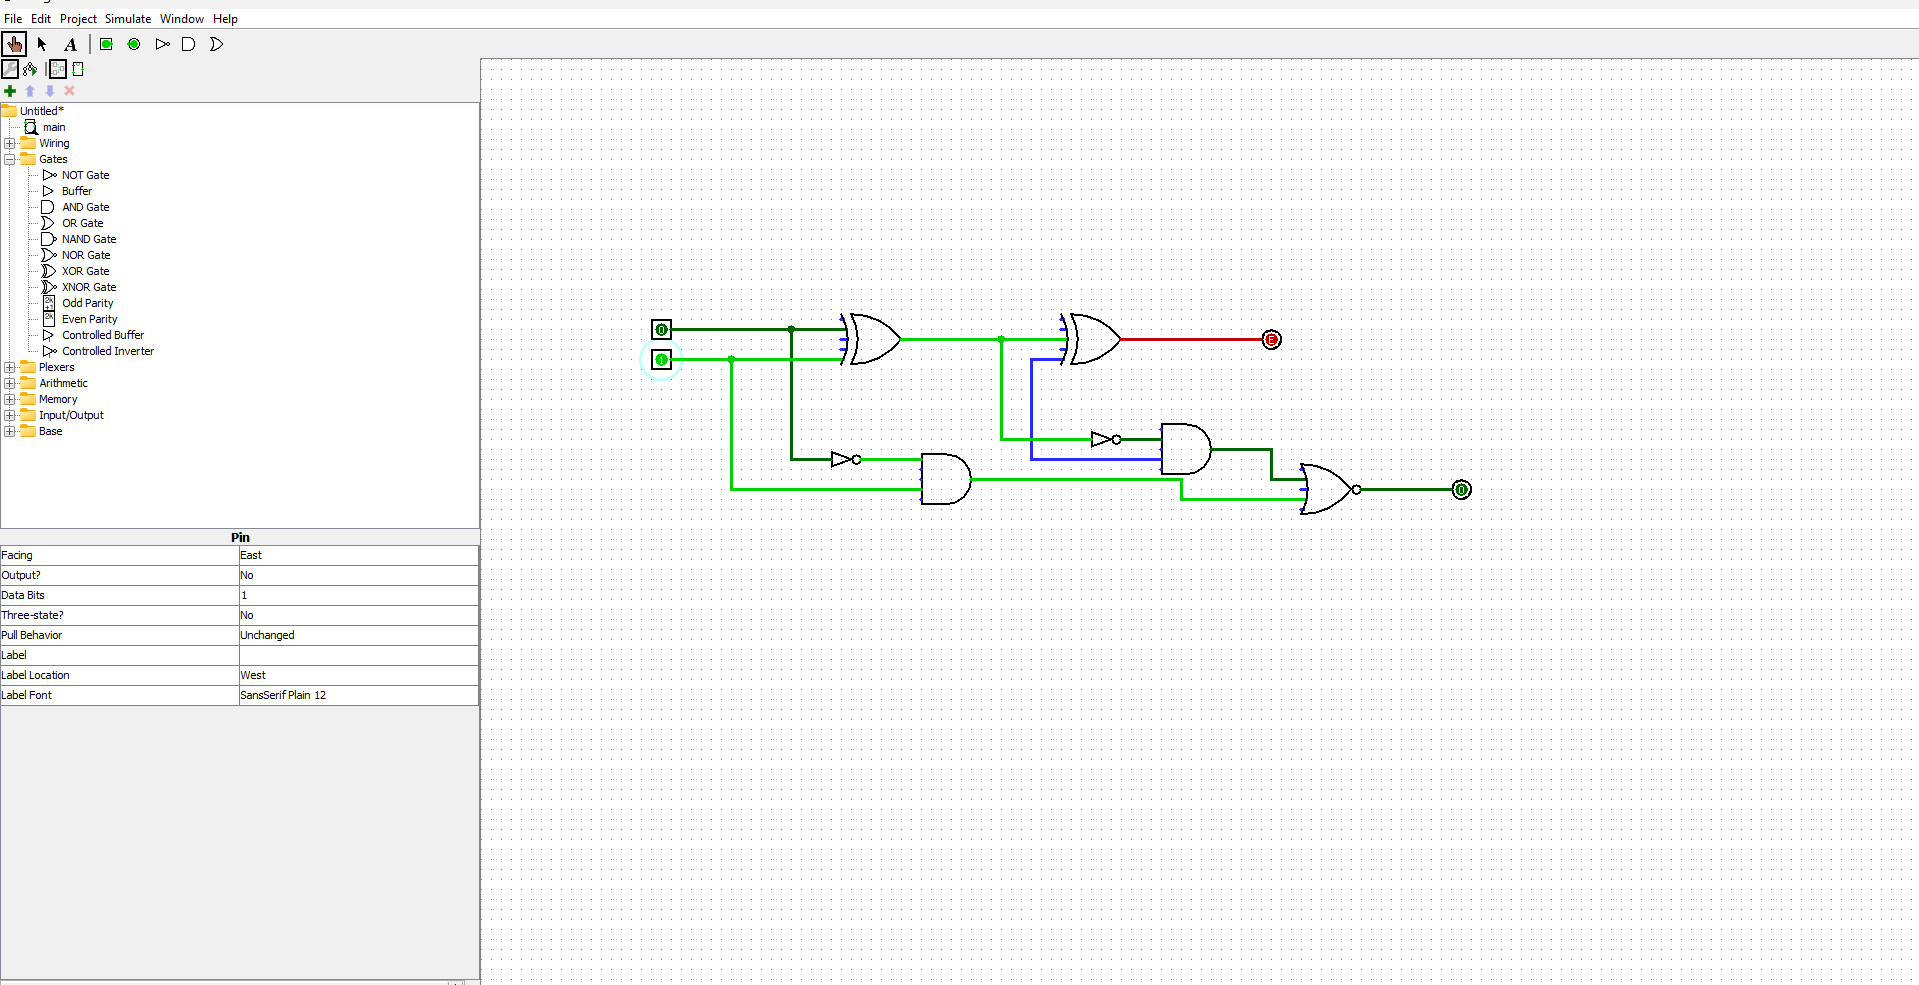 File Edit Project Simulate Window Help
A
Untitled*
main
Wiring
Gates
NOT Gate
Buffer
AND Gate
OR Gate
NAND Gate
NOR Gate
XOR Gate
XNOR Gate
2k+1 Odd Parity
2k Even Parity
Controlled Buffer
Controlled Inverter
Plexers
Arithmetic
Memory
Input/Output
Base
Pin
Facing East
Output? No
Data Bits 1
Three-state? No
Pull Behavior Unchanged
Label
Label Location West
Label Font SansSerif Plain 12
0
1
E
0